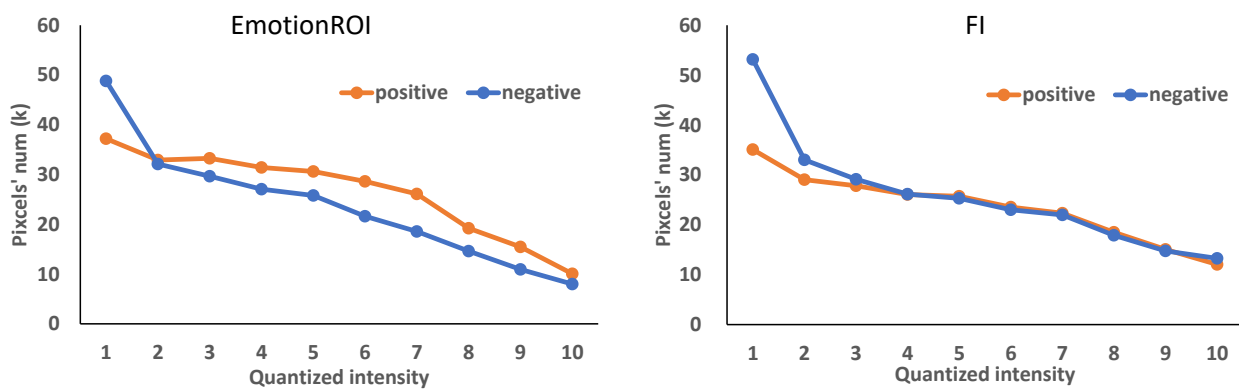 EmotionROI
60
50
40
30
20
10
0
Pixcels' num (k)
positive negative
1 2 3 4 5 6 7 8 9 10
Quantized intensity
FI
60
50
40
30
20
10
0
Pixcels' num (k)
positive negative
1 2 3 4 5 6 7 8 9 10
Quantized intensity